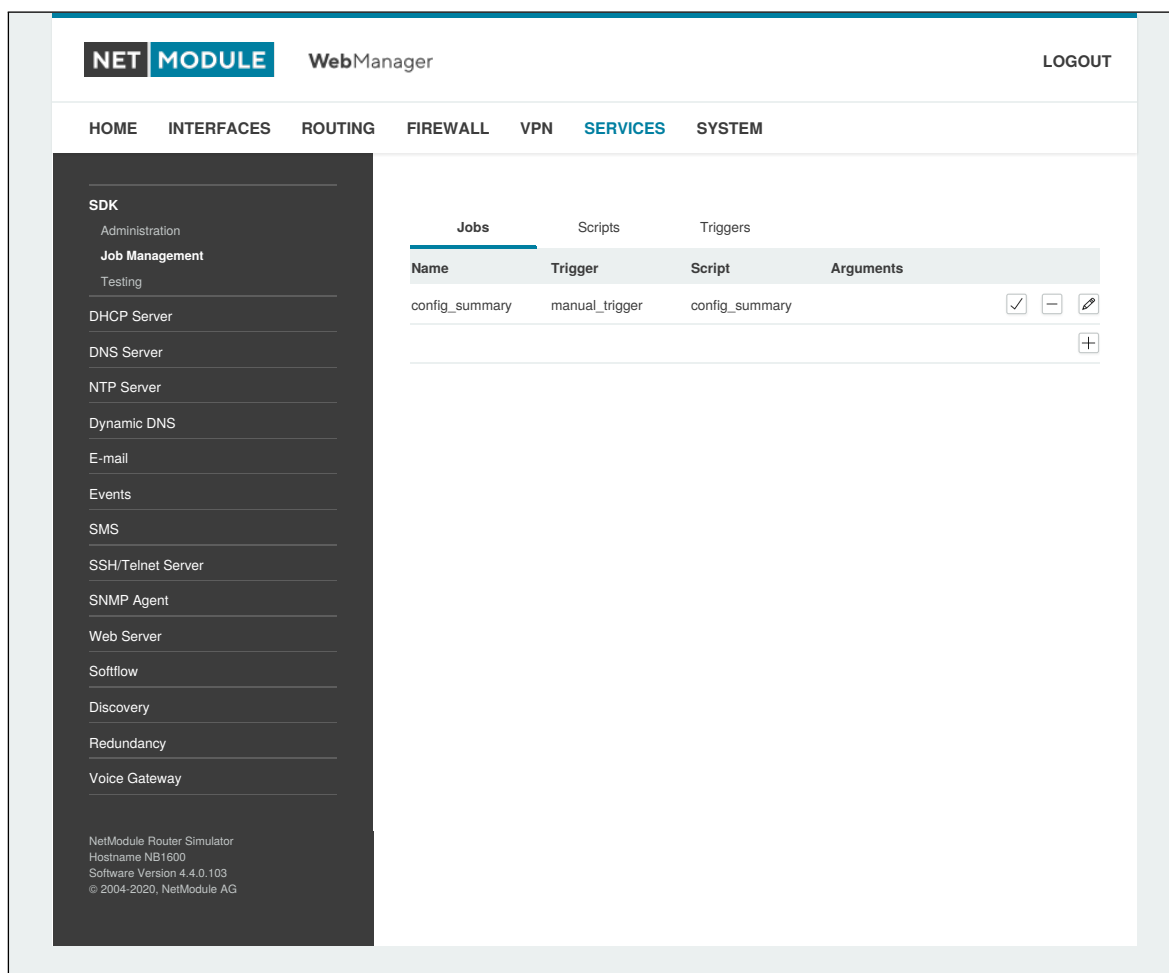 NET MODULE WebManager LOGOUT
HOME INTERFACES ROUTING FIREWALL VPN SERVICES SYSTEM
SDK
Administration
Job Management
Testing
DHCP Server
DNS Server
NTP Server
Dynamic DNS
E-mail
Events
SMS
SSH/Telnet Server
SNMP Agent
Web Server
Softflow
Discovery
Redundancy
Voice Gateway
NetModule Router Simulator
Hostname NB1600
Software Version 4.4.0.103
© 2004-2020, NetModule AG
Jobs Scripts Triggers
Name Trigger Script Arguments
config_summary manual_trigger config_summary